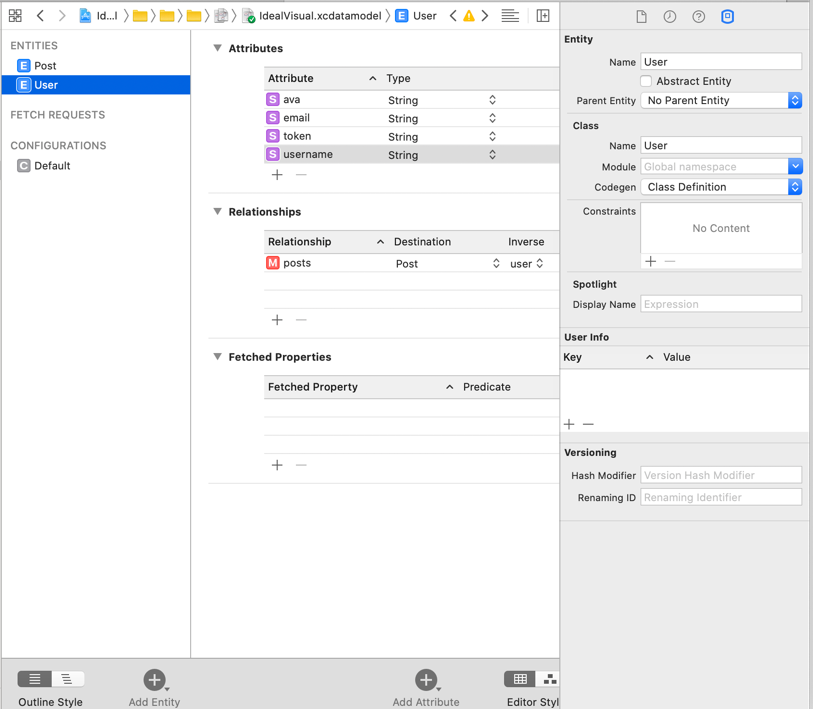 Id...l IdealVisual.xcdatamodel E User
ENTITIES
E Post
E User
FETCH REQUESTS
CONFIGURATIONS
C Default
Attributes
Attribute Type
S ava String
S email String
S token String
S username String
Relationships
Relationship Destination Inverse
M posts Post user
Fetched Properties
Fetched Property Predicate
Outline Style
Add Entity
Add Attribute
Editor Styl
Entity
Name User
Abstract Entity
Parent Entity No Parent Entity
Class
Name User
Module Global namespace
Codegen Class Definition
Constraints
No Content
Spotlight
Display Name Expression
User Info
Key Value
Versioning
Hash Modifier Version Hash Modifier
Renaming ID Renaming Identifier